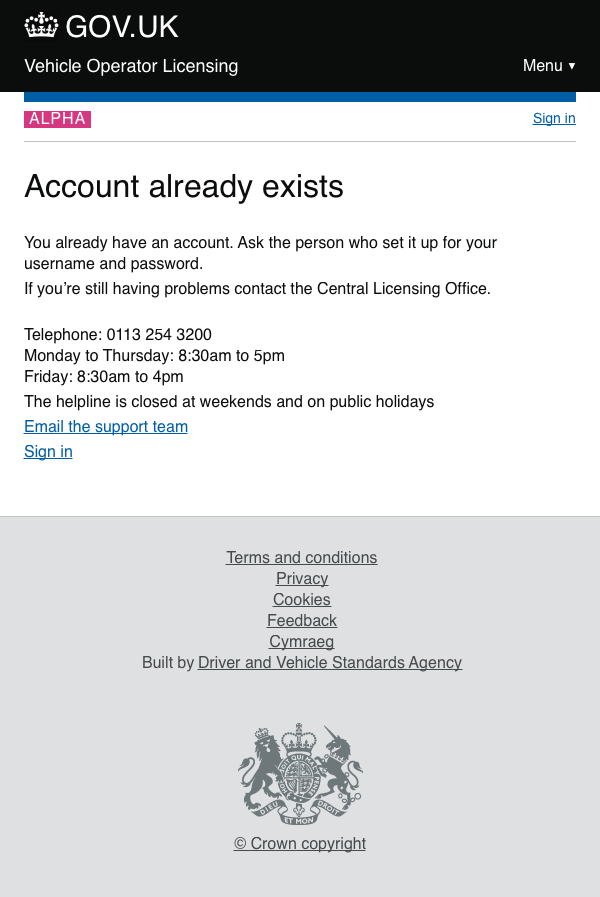 GOV.UK
Vehicle Operator Licensing
Menu ▼
ALPHA
Sign in
Account already exists
You already have an account. Ask the person who set it up for your
username and password.
If you’re still having problems contact the Central Licensing Office.
Telephone: 0113 254 3200
Monday to Thursday: 8:30am to 5pm
Friday: 8:30am to 4pm
The helpline is closed at weekends and on public holidays
Email the support team
Sign in
Terms and conditions
Privacy
Cookies
Feedback
Cymraeg
Built by Driver and Vehicle Standards Agency
DIEU ET MON DROIT
© Crown copyright